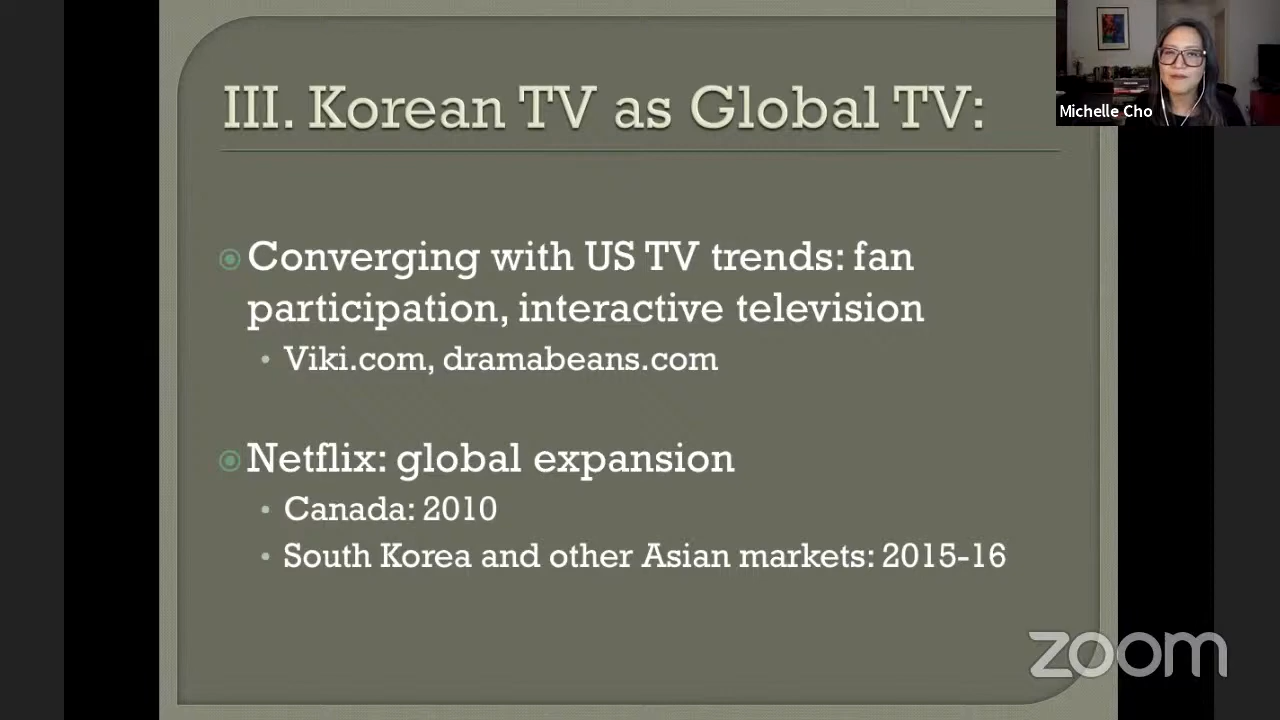 III. Korean TV as Global TV:
Michelle Cho
Converging with US TV trends: fan
participation, interactive television
Viki.com, dramabeans.com
Netflix: global expansion
Canada: 2010
South Korea and other Asian markets: 2015-16
zoom